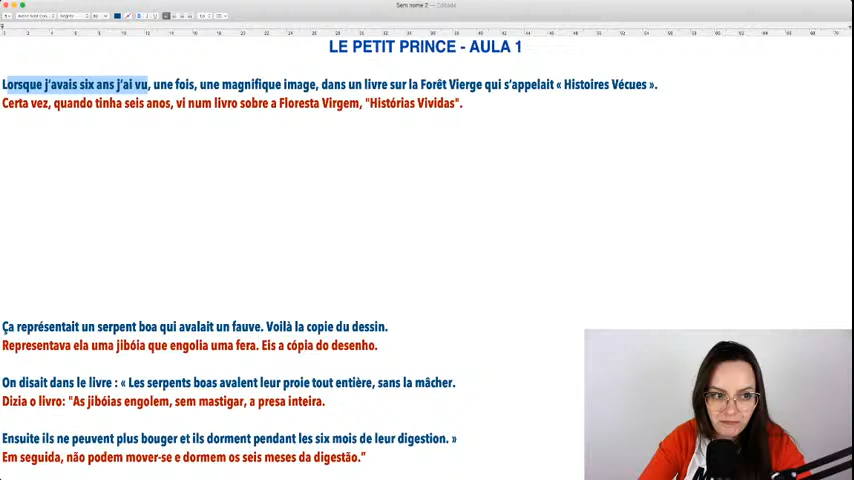 Sem nome 2 — Editado
LE PETIT PRINCE - AULA 1
Lorsque j’avais six ans j’ai vu, une fois, une magnifique image, dans un livre sur la Forêt Vierge qui s’appelait « Histoires Vécues ».
Certa vez, quando tinha seis anos, vi num livro sobre a Floresta Virgem, "Histórias Vividas".
Ça représentait un serpent boa qui avalait un fauve. Voilà la copie du dessin.
Representava ela uma jibóia que engolia uma fera. Eis a cópia do desenho.
On disait dans le livre : « Les serpents boas avalent leur proie tout entière, sans la mâcher.
Dizia o livro: "As jibóias engolem, sem mastigar, a presa inteira.
Ensuite ils ne peuvent plus bouger et ils dorment pendant les six mois de leur digestion. »
Em seguida, não podem mover-se e dormem os seis meses da digestão.”